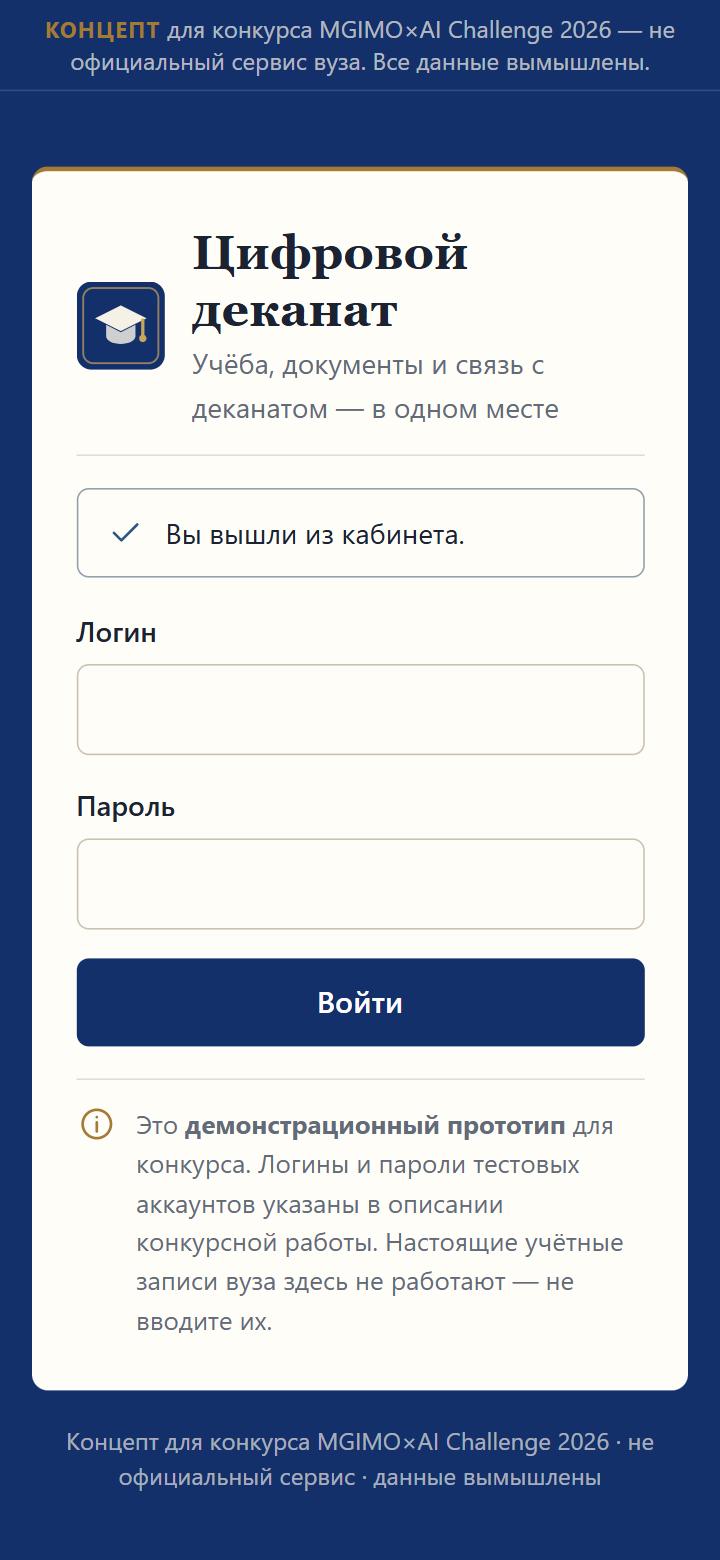 КОНЦЕПТ для конкурса MGIMO×AI Challenge 2026 — не
официальный сервис вуза. Все данные вымышлены.
Цифровой
деканат
Учёба, документы и связь с
деканатом — в одном месте
Вы вышли из кабинета.
Логин
Пароль
Войти
Это демонстрационный прототип для
конкурса. Логины и пароли тестовых
аккаунтов указаны в описании
конкурсной работы. Настоящие учётные
записи вуза здесь не работают — не
вводите их.
Концепт для конкурса MGIMO×AI Challenge 2026 · не
официальный сервис · данные вымышлены